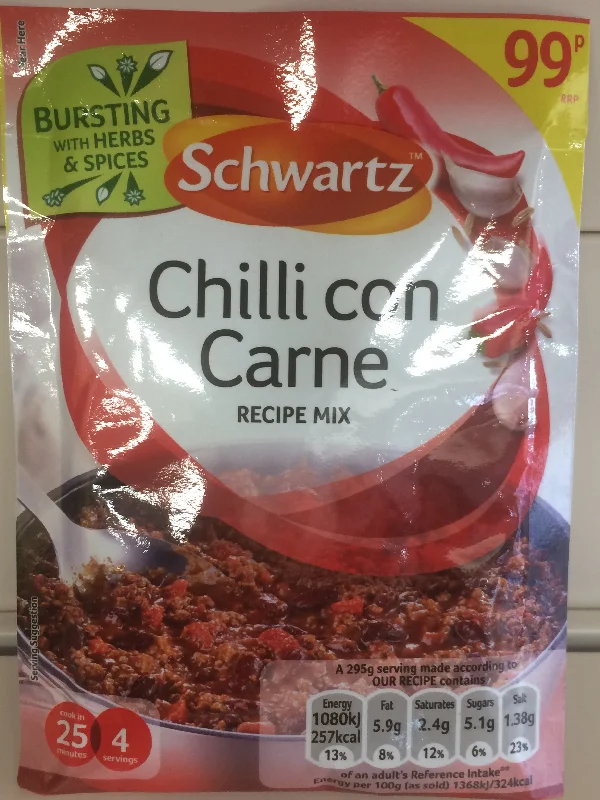 Tear Here
99p
RRP
BURSTING
WITH HERBS
& SPICES
Schwartz™
Chilli con
Carne
RECIPE MIX
Serving Suggestion
cook in
25
minutes
4
servings
A 295g serving made according to
OUR RECIPE contains
Energy
1080kJ
257kcal
13%
Fat
5.9g
8%
Saturates
2.4g
12%
Sugars
5.1g
6%
Salt
1.38g
23%
of an adult's Reference Intake
Energy per 100g (as sold) 1368kJ/324kcal